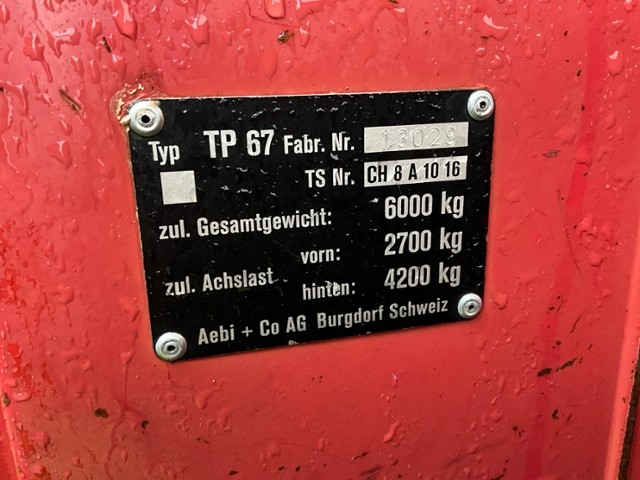 Typ TP 67 Fabr. Nr. 13029
TS Nr. CH 8 A 10 16
zul. Gesamtgewicht: 6000 kg
zul. Achslast vorn: 2700 kg
hinten: 4200 kg
Aebi + Co AG Burgdorf Schweiz